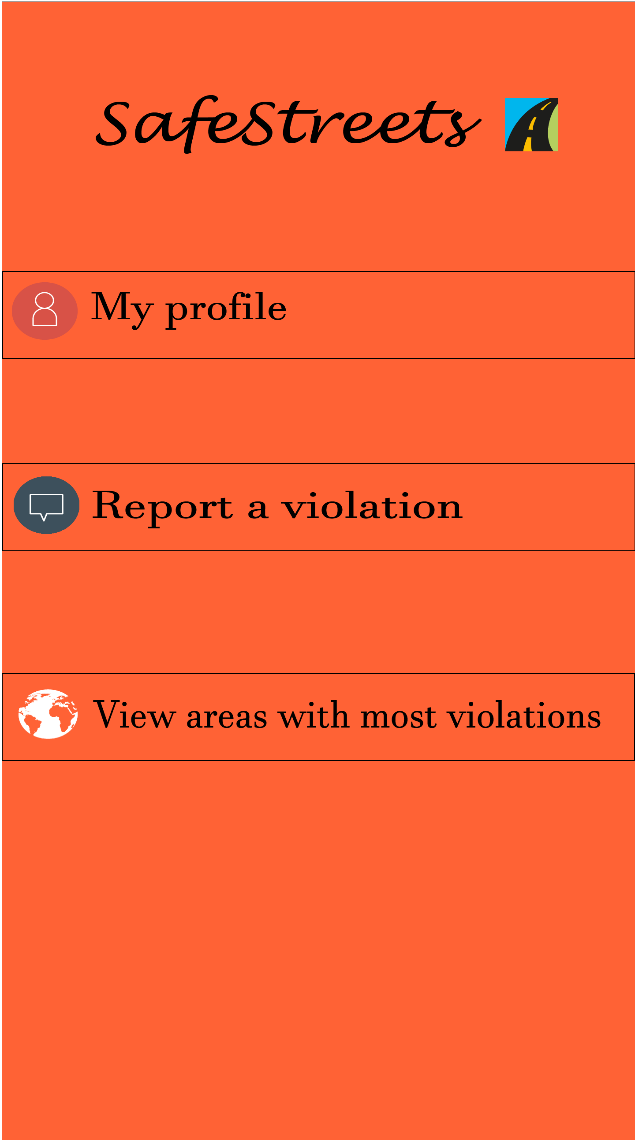 SafeStreets
My profile
Report a violation
View areas with most violations